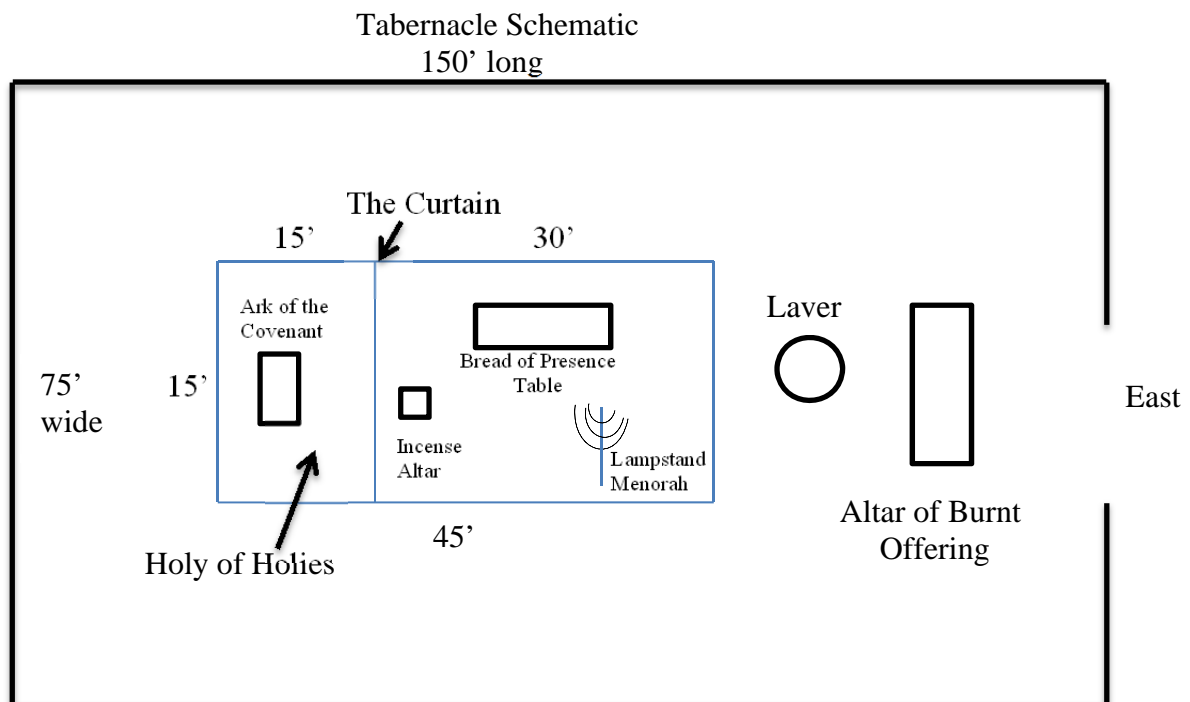 Tabernacle Schematic
150’ long
The Curtain
15’
30’
Ark of the
Covenant
Laver
Bread of Presence
Table
75’
wide
15’
East
Incense
Altar
Lampstand
Menorah
Altar of Burnt
Offering
45’
Holy of Holies